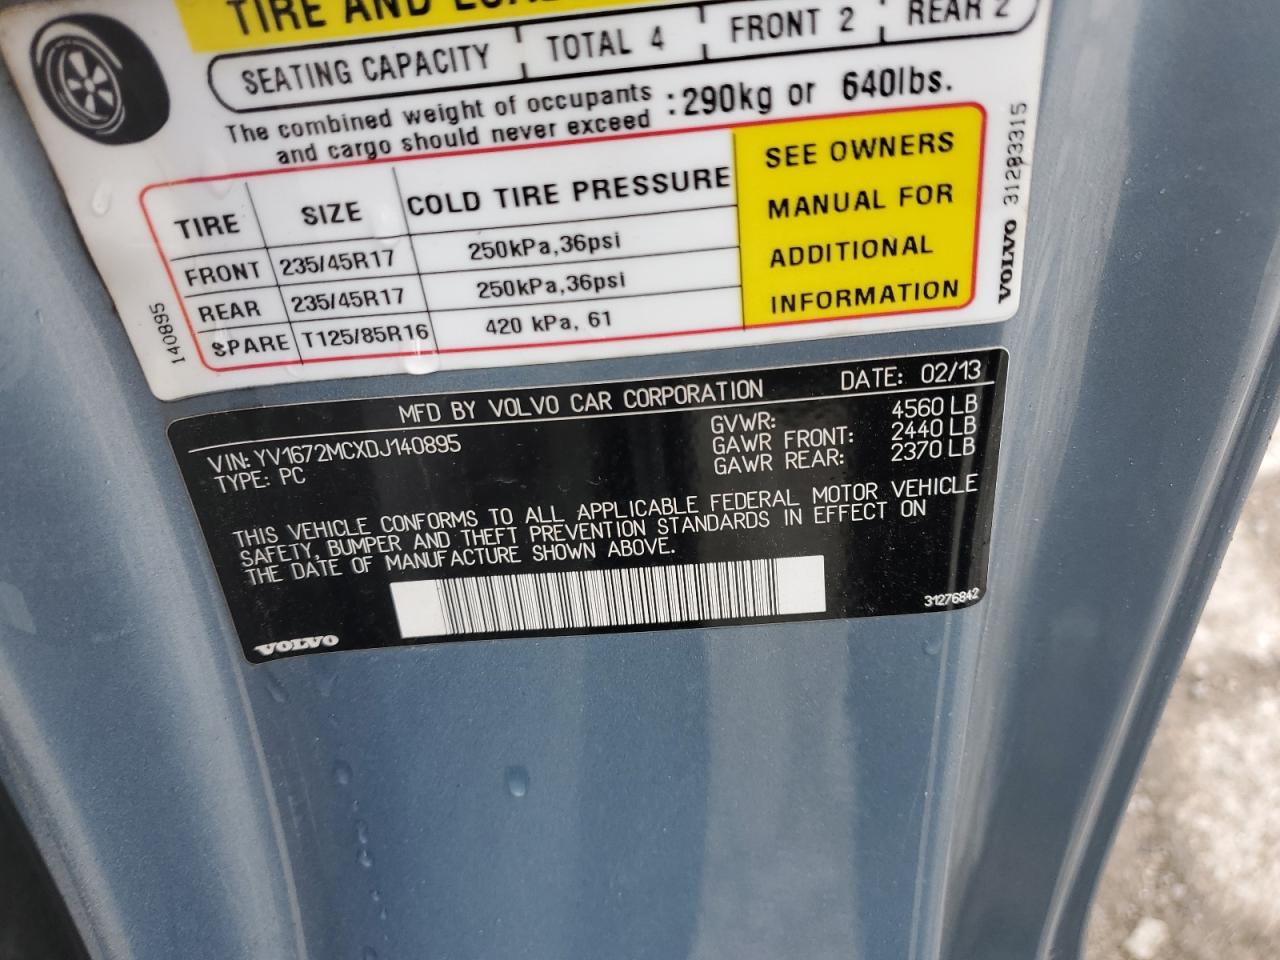 TIRE AND
SEATING CAPACITY TOTAL 4 FRONT 2 REAR 2
The combined weight of occupants
and cargo should never exceed :290kg or 640lbs.
TIRE SIZE COLD TIRE PRESSURE
FRONT 235/45R17 250kPa,36psi
REAR 235/45R17 250kPa,36psi
SPARE T125/85R16 420 kPa, 61
SEE OWNERS
MANUAL FOR
ADDITIONAL
INFORMATION
140895
VOLVO 31283315
MFD BY VOLVO CAR CORPORATION DATE: 02/13
VIN: YV1672MCXDJ140895
TYPE: PC
GVWR: 4560 LB
GAWR FRONT: 2440 LB
GAWR REAR: 2370 LB
THIS VEHICLE CONFORMS TO ALL APPLICABLE FEDERAL MOTOR VEHICLE
SAFETY, BUMPER AND THEFT PREVENTION STANDARDS IN EFFECT ON
THE DATE OF MANUFACTURE SHOWN ABOVE.
VOLVO
31276842